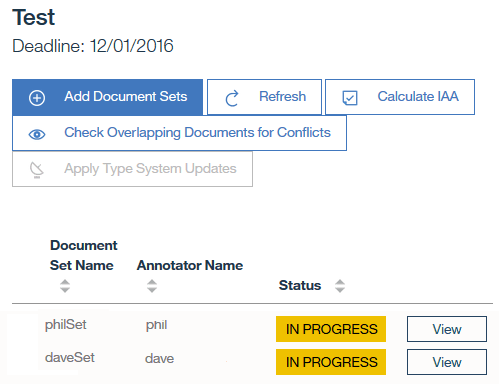 Test
Deadline: 12/01/2016
Add Document Sets
Refresh
Calculate IAA
Check Overlapping Documents for Conflicts
Apply Type System Updates
Document
Set Name
Annotator Name
Status
philSet phil IN PROGRESS View
daveSet dave IN PROGRESS View